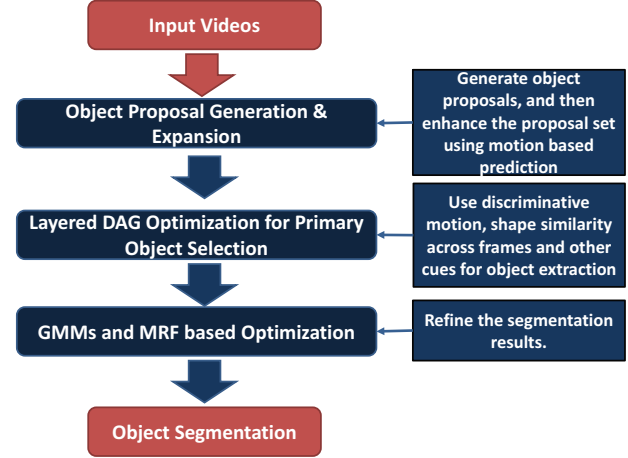 Input Videos
Object Proposal Generation &
Expansion
Generate object
proposals, and then
enhance the proposal set
using motion based
prediction
Layered DAG Optimization for Primary
Object Selection
Use discriminative
motion, shape similarity
across frames and other
cues for object extraction
GMMs and MRF based Optimization
Refine the segmentation
results.
Object Segmentation